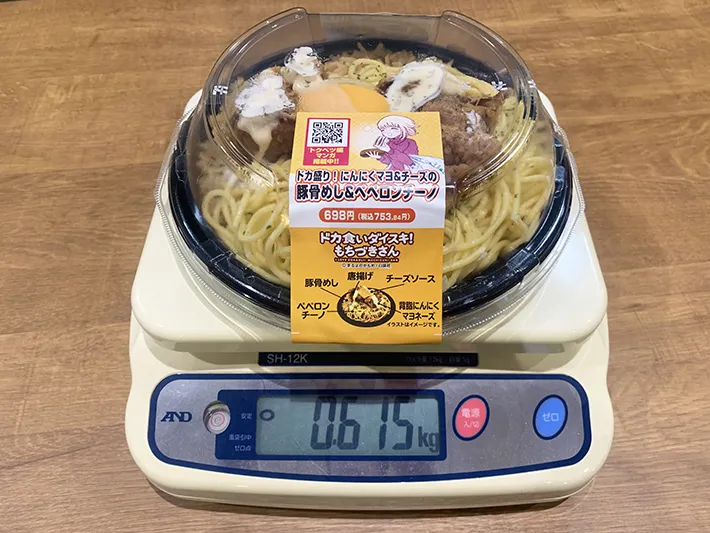 トクベツ編
マンガ
掲載中!!
ドカ盛り!にんにくマヨ&チーズの
豚骨めし&ペペロンチーノ
698円(税込753.84円)
ドカ食いダイスキ!
もちづきさん
唐揚げ
豚骨めし
チーズソース
ペペロン
チーノ
背脂にんにく
マヨネーズ
イラストはイメージです。
SH-12K
AND
安定
風袋引中
ゼロ点
0.615kg
電源
入/切
ゼロ